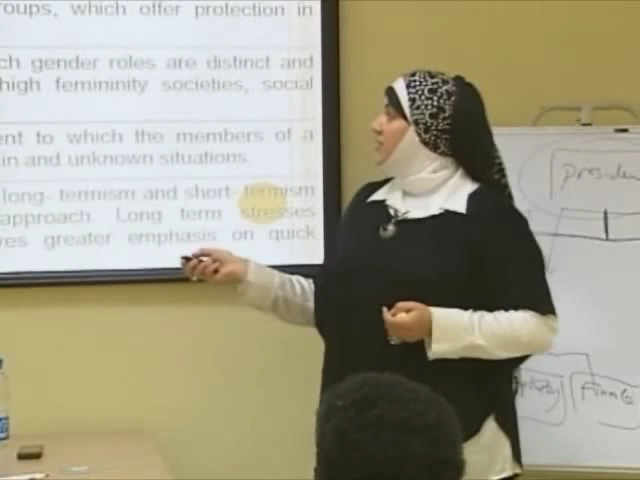 roups, which offer protection in
ch gender roles are distinct and
high femininity societies, social
ent to which the members of a
in and unknown situations.
long- termism and short- termism
approach. Long term stresses
ves greater emphasis on quick
presiden